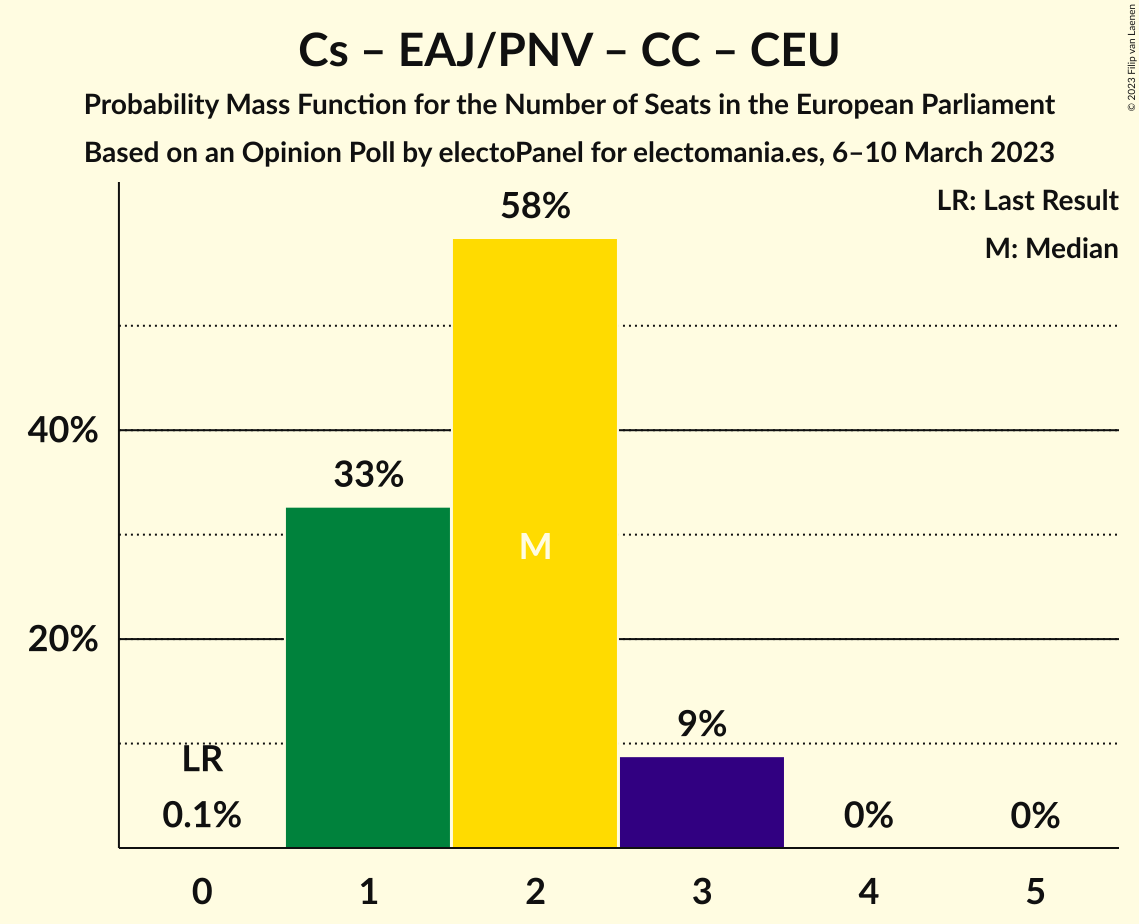 Cs – EAJ/PNV – CC – CEU
Probability Mass Function for the Number of Seats in the European Parliament
Based on an Opinion Poll by electoPanel for electomania.es, 6–10 March 2023
© 2023 Filip van Laenen
LR: Last Result
M: Median
58%
40%
33%
M
20%
9%
LR
0.1%
0%
0%
0 1 2 3 4 5